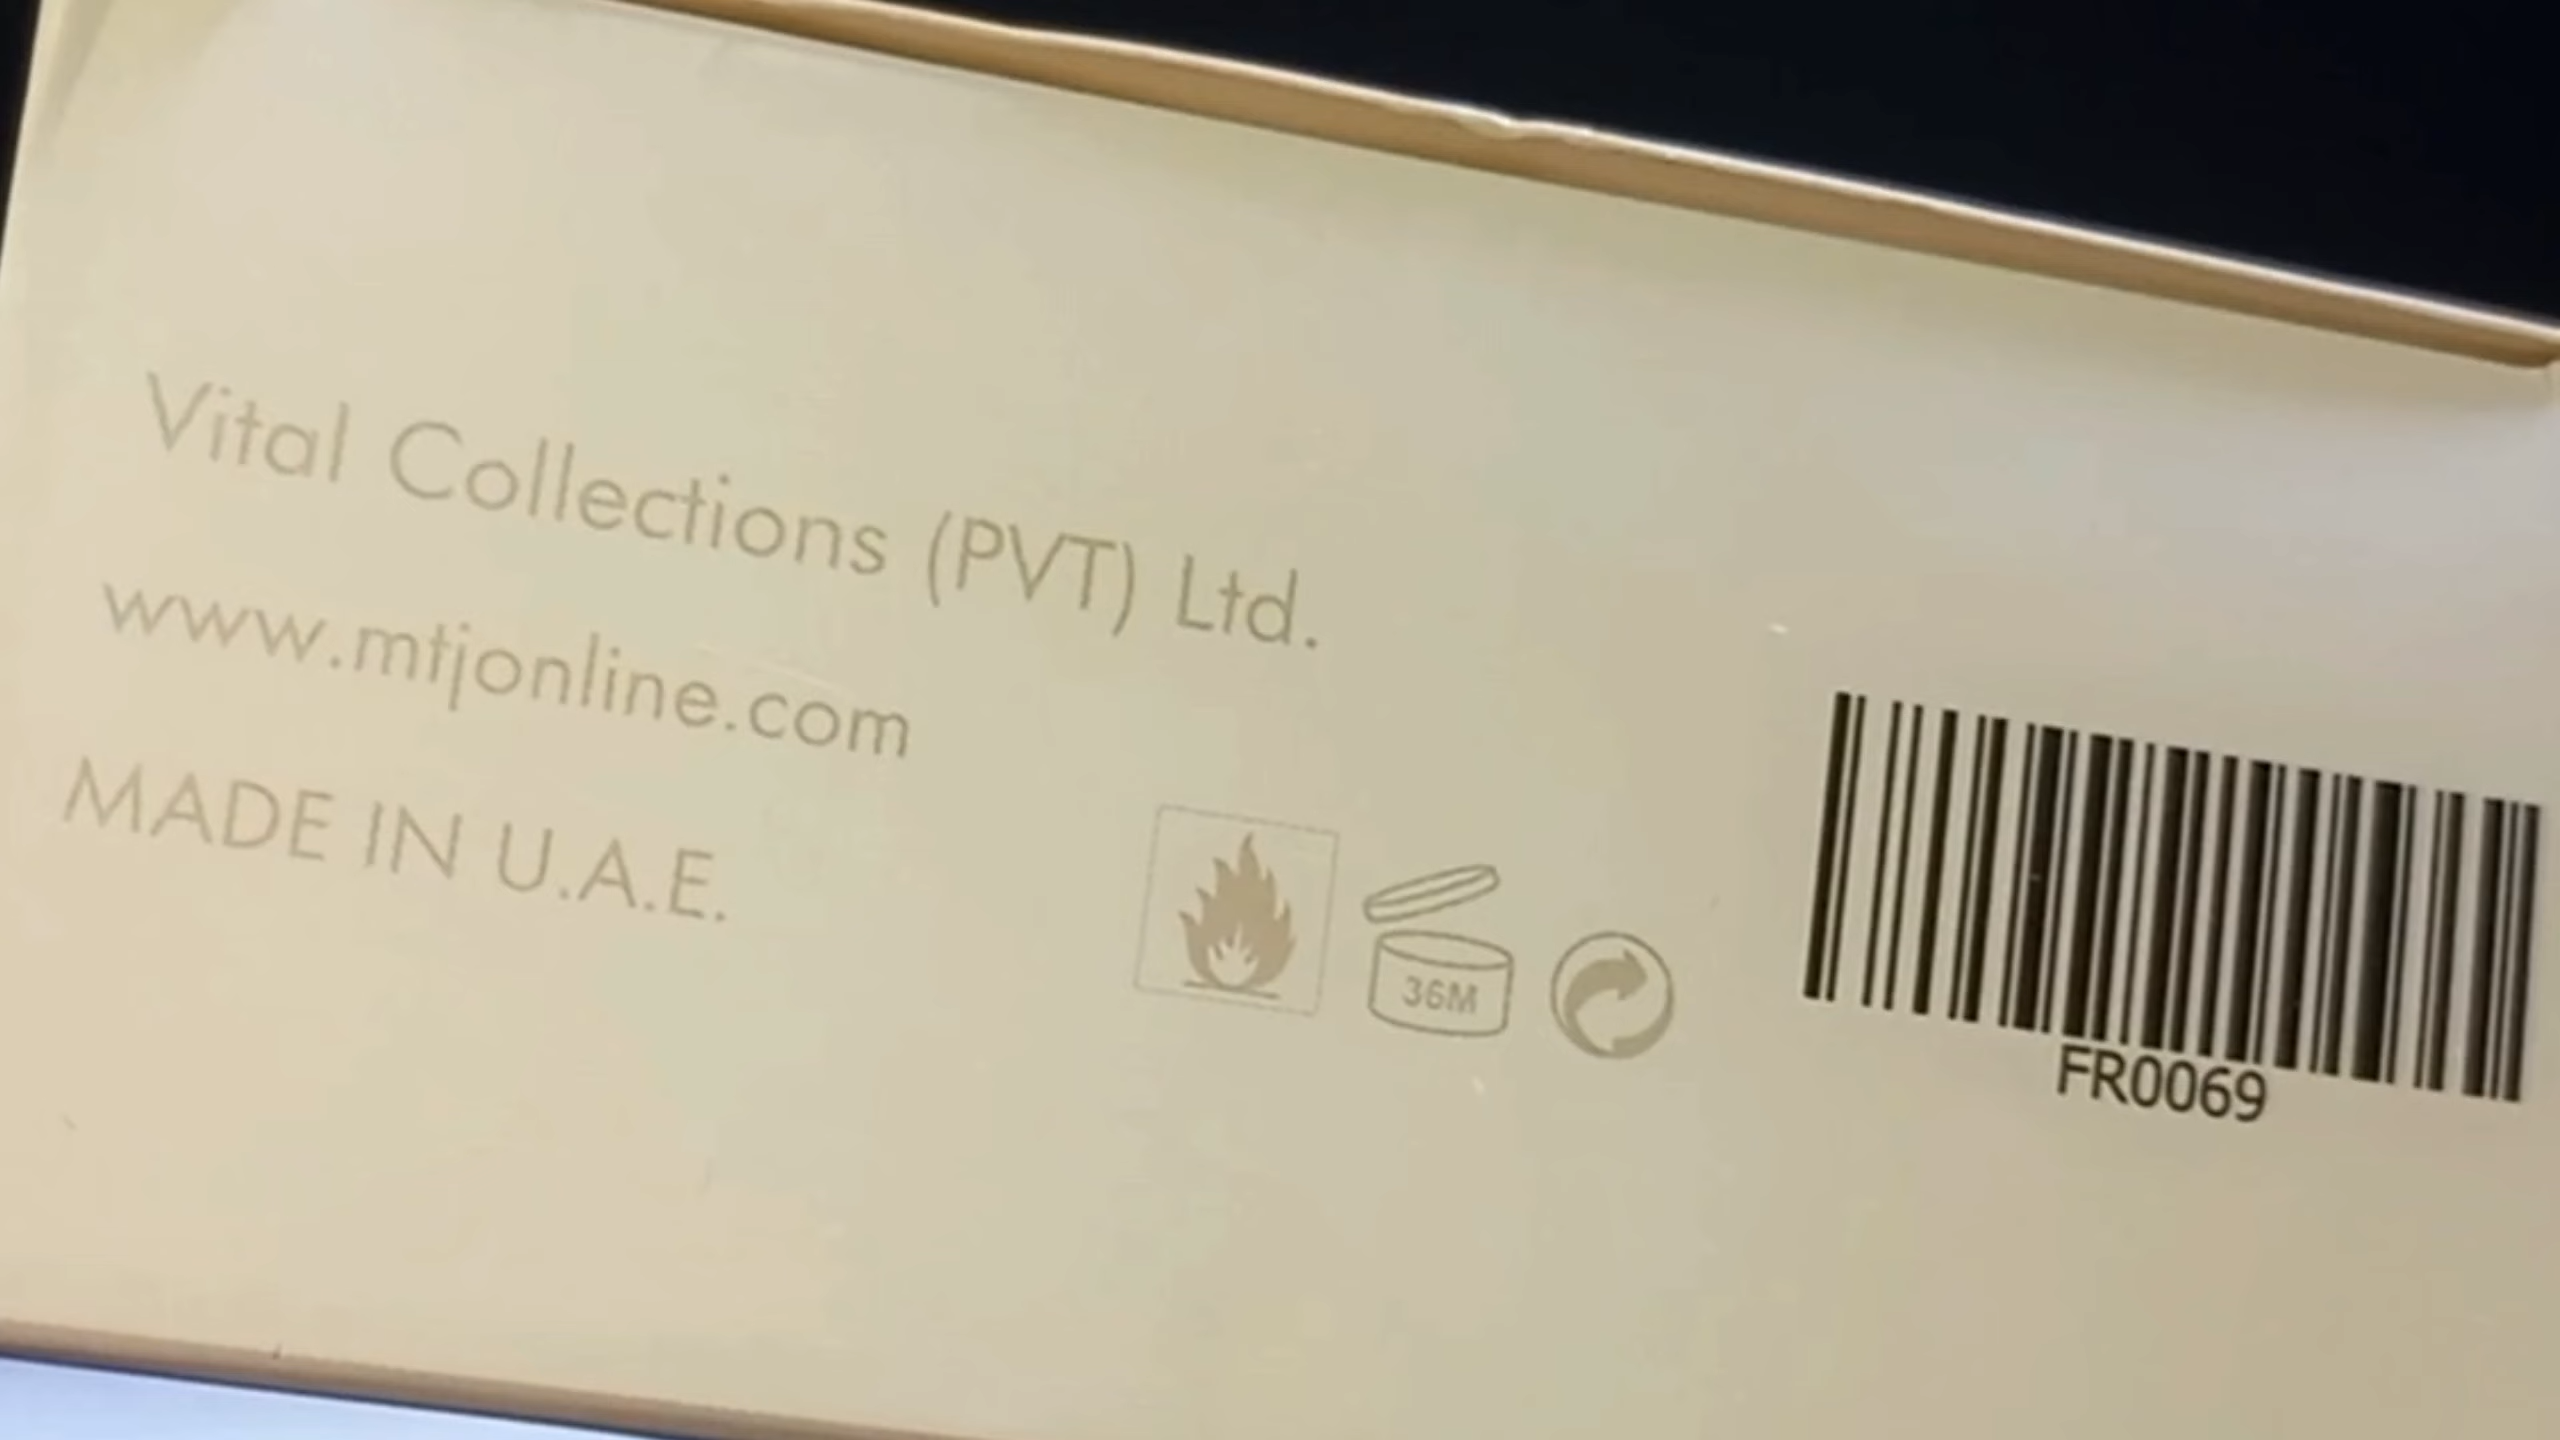 Vital Collections (PVT) Ltd.
www.mtjonline.com
MADE IN U.A.E.
36M
FR0069